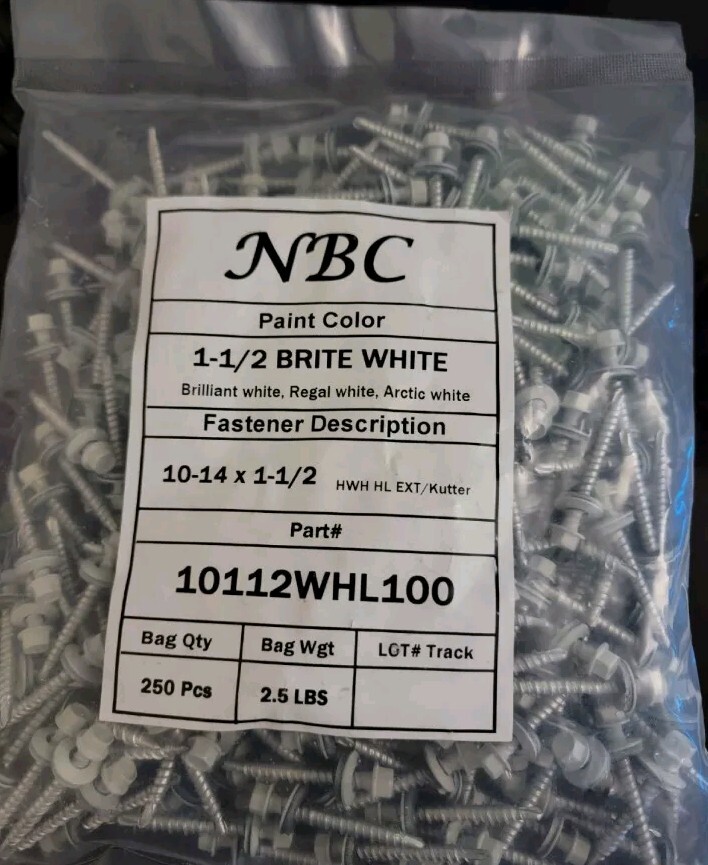 NBC
Paint Color
1-1/2 BRITE WHITE
Brilliant white, Regal white, Arctic white
Fastener Description
10-14 x 1-1/2 HWH HL EXT/Kutter
Part#
10112WHL100
Bag Qty Bag Wgt LOT# Track
250 Pcs 2.5 LBS